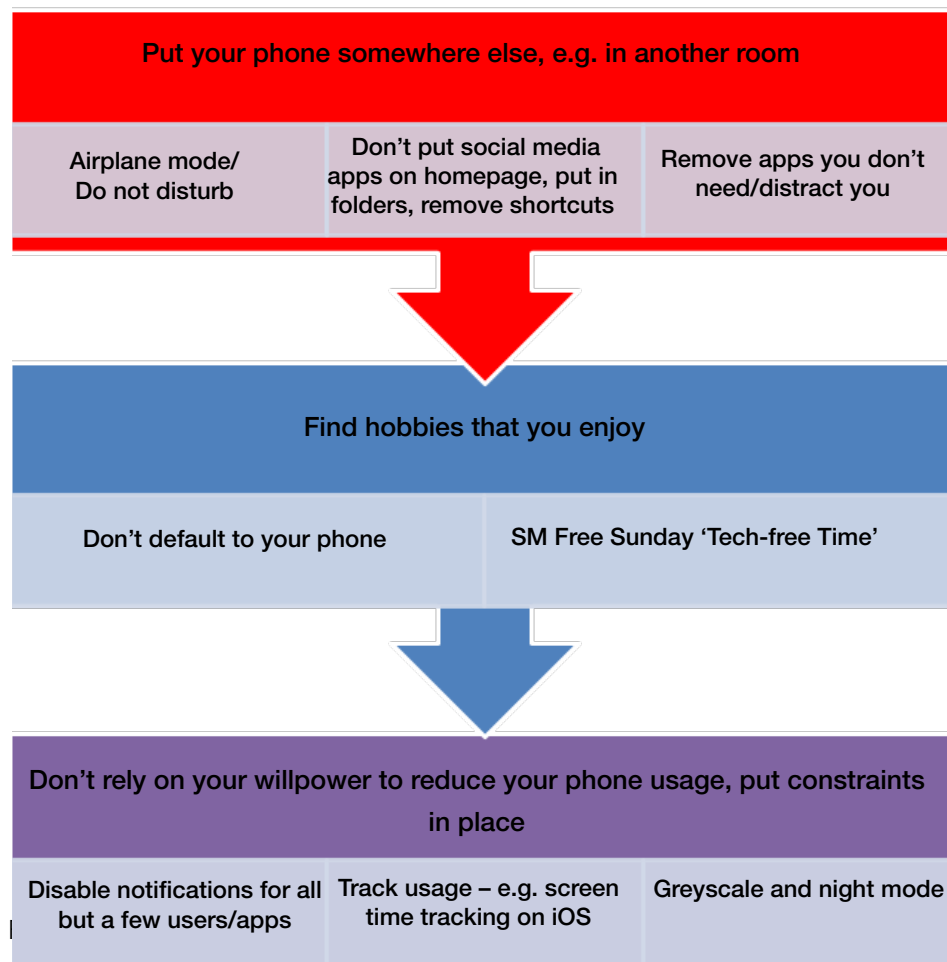 Put your phone somewhere else, e.g. in another room
Airplane mode/
Do not disturb
Don’t put social media
apps on homepage, put in
folders, remove shortcuts
Remove apps you don’t
need/distract you
Find hobbies that you enjoy
Don’t default to your phone
SM Free Sunday ‘Tech-free Time’
Don’t rely on your willpower to reduce your phone usage, put constraints
in place
Disable notifications for all
but a few users/apps
Track usage – e.g. screen
time tracking on iOS
Greyscale and night mode